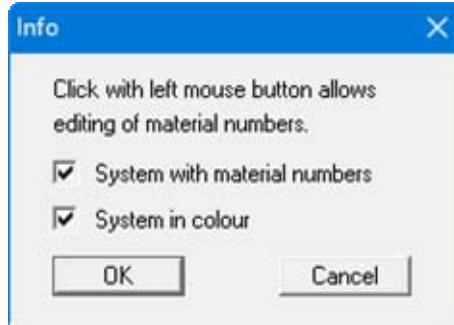 Info
Click with left mouse button allows
editing of material numbers.
System with material numbers
System in colour
OK
Cancel